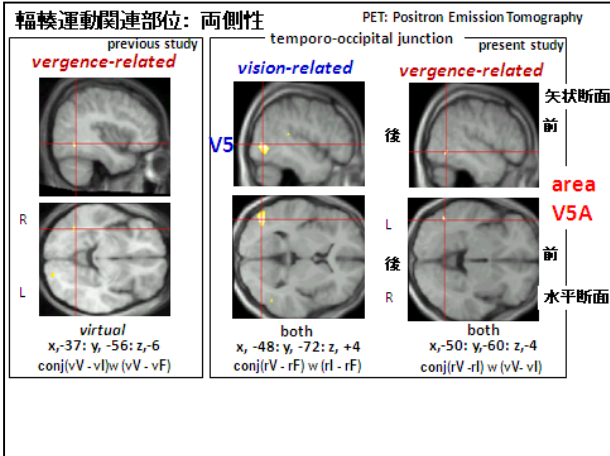 輻輳運動関連部位: 両側性
PET: Positron Emission Tomography
previous study
temporo-occipital junction
present study
vergence-related
vision-related
vergence-related
矢状断面
V5
後
前
area
V5A
R
L
後
前
L
R
水平断面
virtual
x,-37: y, -56: z,-6
conj(vV - vI)w (vV - vF)
both
x, -48: y, -72: z, +4
conj(rV - rF) w (rI - rF)
both
x,-50: y,-60: z,-4
conj(rV -rI) w (vV- vI)